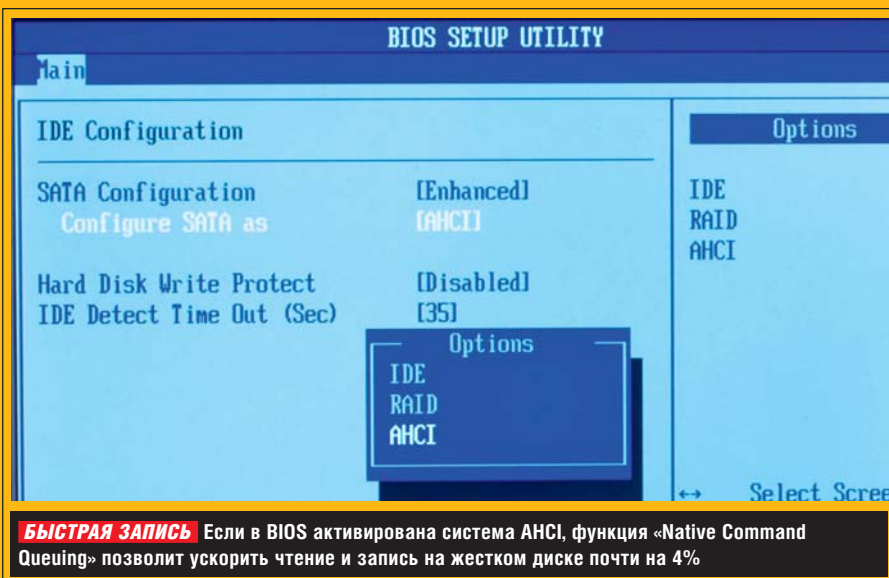 BIOS SETUP UTILITY
Main
IDE Configuration
SATA Configuration [Enhanced]
Configure SATA as [AHCI]
Hard Disk Write Protect [Disabled]
IDE Detect Time Out (Sec) [35]
Options
IDE
RAID
AHCI
Options
IDE
RAID
AHCI
↔ Select Scree
БЫСТРАЯ ЗАПИСЬ Если в BIOS активирована система AHCI, функция «Native Command
Queuing» позволит ускорить чтение и запись на жестком диске почти на 4%